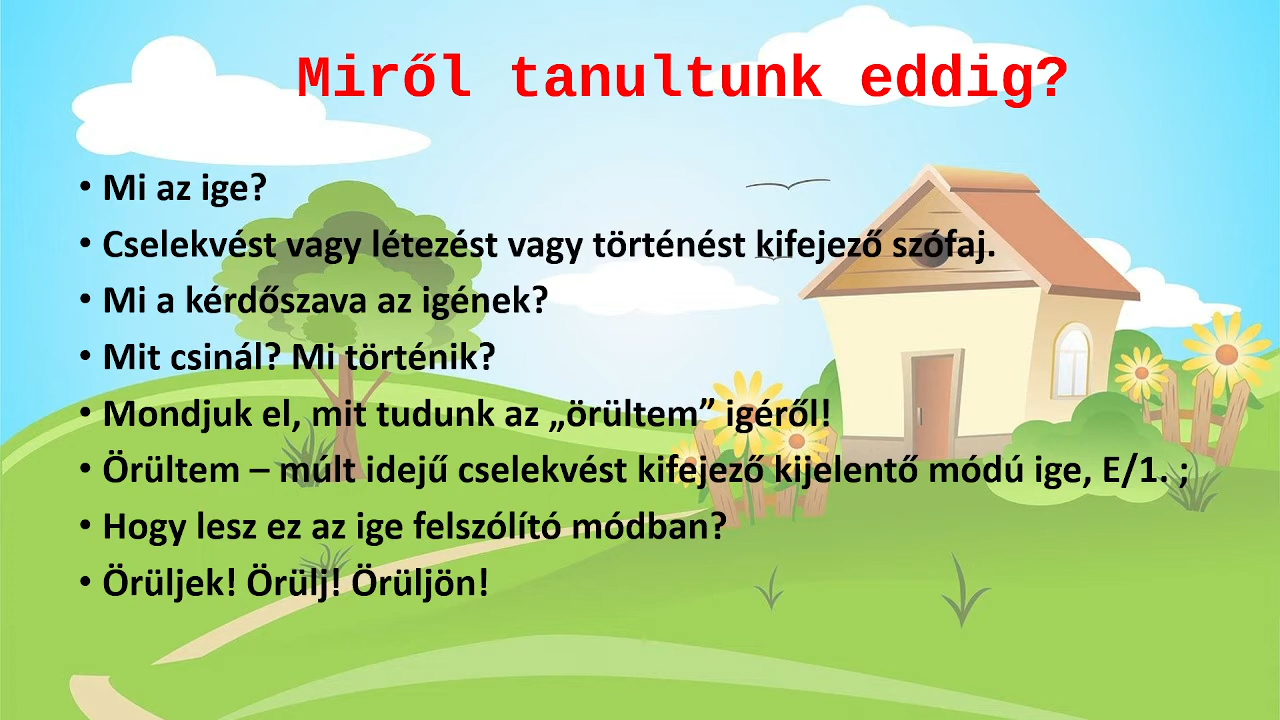 Miről tanultunk eddig?
• Mi az ige?
• Cselekvést vagy létezést vagy történést kifejező szófaj.
• Mi a kérdőszava az igének?
• Mit csinál? Mi történik?
• Mondjuk el, mit tudunk az „örültem” igéről!
• Örültem – múlt idejű cselekvést kifejező kijelentő módú ige, E/1. ;
• Hogy lesz ez az ige felszólító módban?
• Örüljek! Örülj! Örüljön!